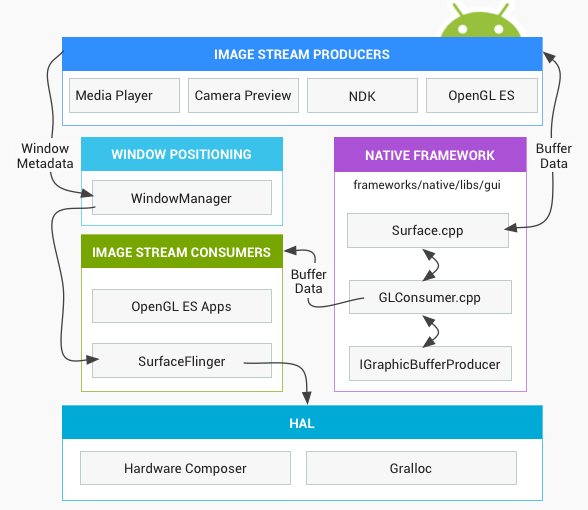 IMAGE STREAM PRODUCERS
Media Player
Camera Preview
NDK
OpenGL ES
Window
Metadata
Buffer
Data
WINDOW POSITIONING
WindowManager
NATIVE FRAMEWORK
frameworks/native/libs/gui
Surface.cpp
IMAGE STREAM CONSUMERS
Buffer
Data
GLConsumer.cpp
OpenGL ES Apps
SurfaceFlinger
IGraphicBufferProducer
HAL
Hardware Composer
Gralloc